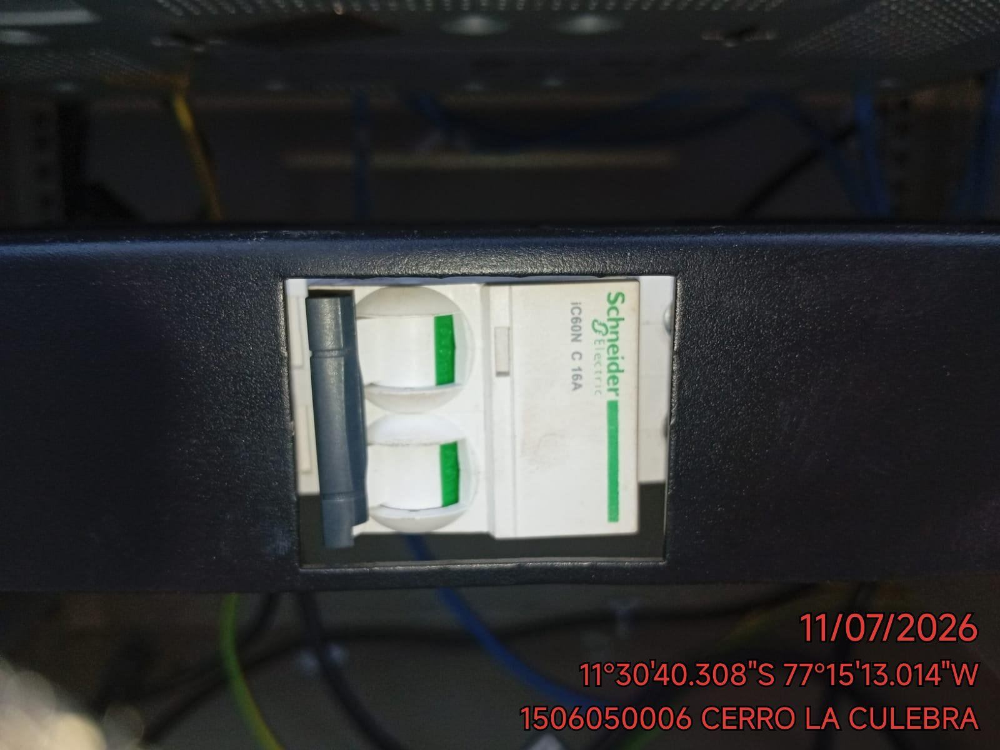 Schneider
Electric
iC60N C 16A
11/07/2026
11°30'40.308"S 77°15'13.014"W
1506050006 CERRO LA CULEBRA